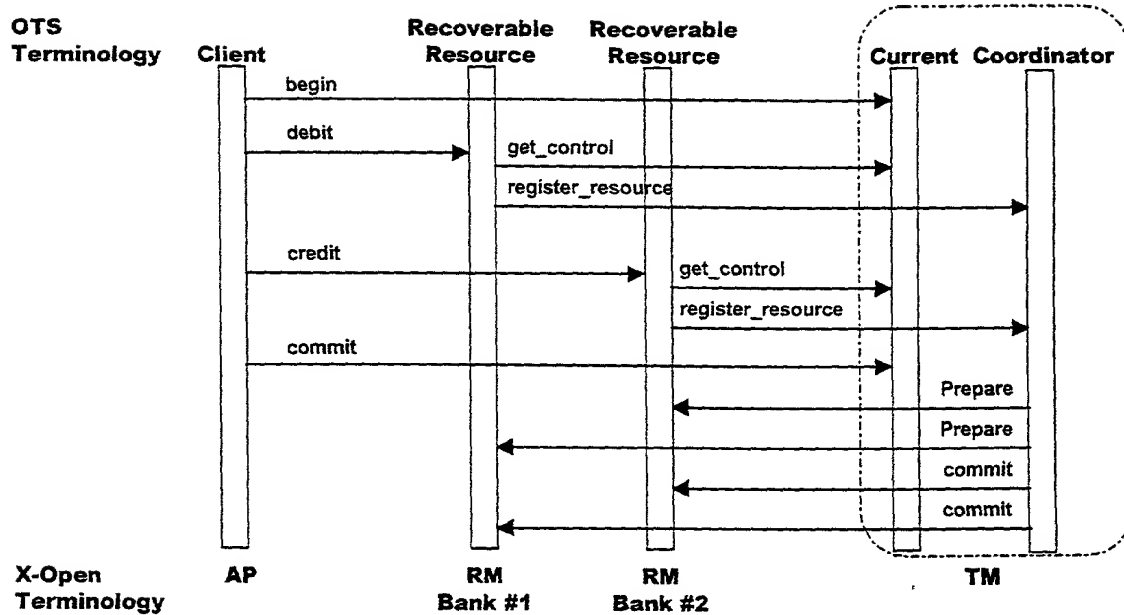 OTS
Terminology
Client
Recoverable
Resource
Recoverable
Resource
Current
Coordinator
begin
debit
get_control
register_resource
credit
get_control
register_resource
commit
Prepare
Prepare
commit
commit
X-Open
Terminology
AP
RM
Bank #1
RM
Bank #2
TM